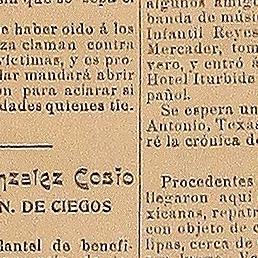 e haber oido á los
za claman contra
víctimas, y es pro-
lar mandará abrir
ón para aclarar si
dades quienes tie.
nzalez Cosío
N. DE CIEGOS
dantel de benefi-
algunos amigo
banda de músi
Infantil Reyes
Mercader, tom
vero, y entró á
Hotel Iturbide
pañol.
Se espera un
Antonio, Texas
ré la crónica de
Procedentes
llegaron aquí
xicanas, repatr
con objeto de c
lipas, cerca de